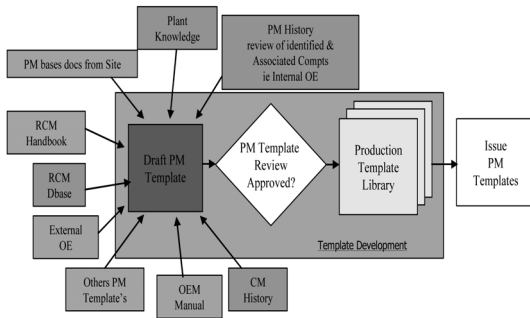 Plant
Knowledge
PM History
review of identified &
Associated Compts
ie Internal OE
PM bases docs from Site
RCM
Handbook
Draft PM
Template
PM Template
Review
Approved?
Production
Template
Library
Issue
PM
Templates
RCM
Dbase
External
OE
Template Development
Others PM
Template's
OEM
Manual
CM
History